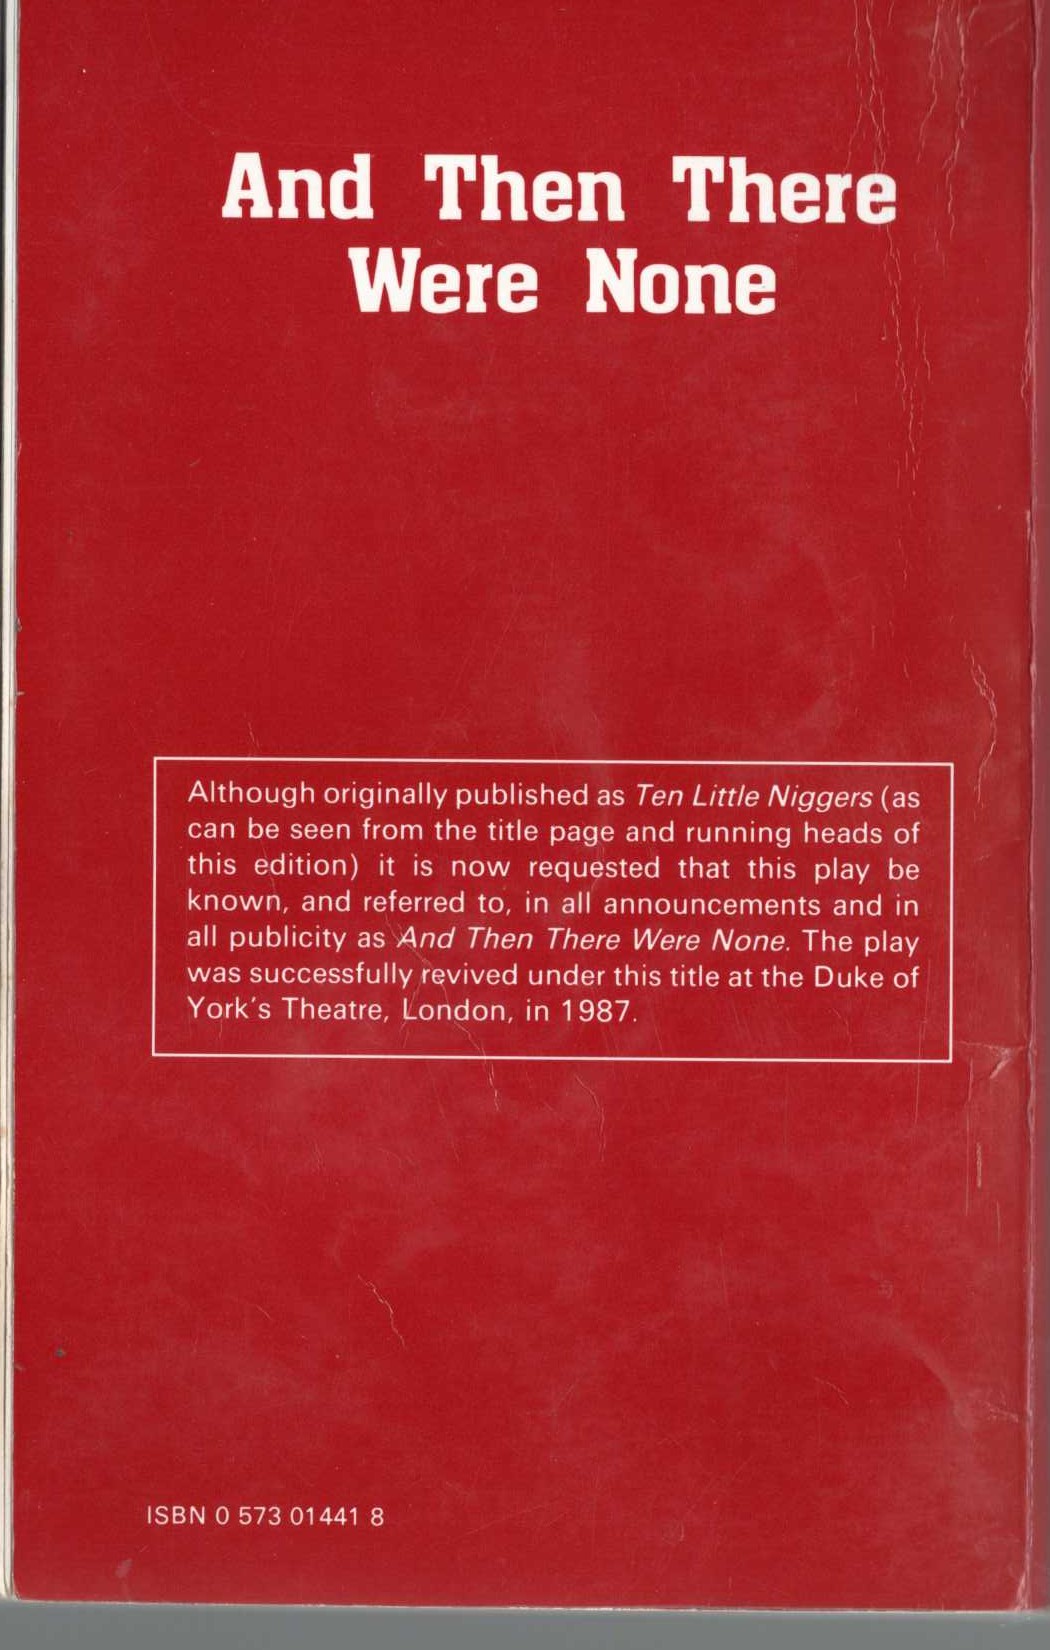 And Then There
Were None
Although originally published as Ten Little Niggers (as
can be seen from the title page and running heads of
this edition) it is now requested that this play be
known, and referred to, in all announcements and in
all publicity as And Then There Were None. The play
was successfully revived under this title at the Duke of
York's Theatre, London, in 1987.
ISBN 0 573 01441 8